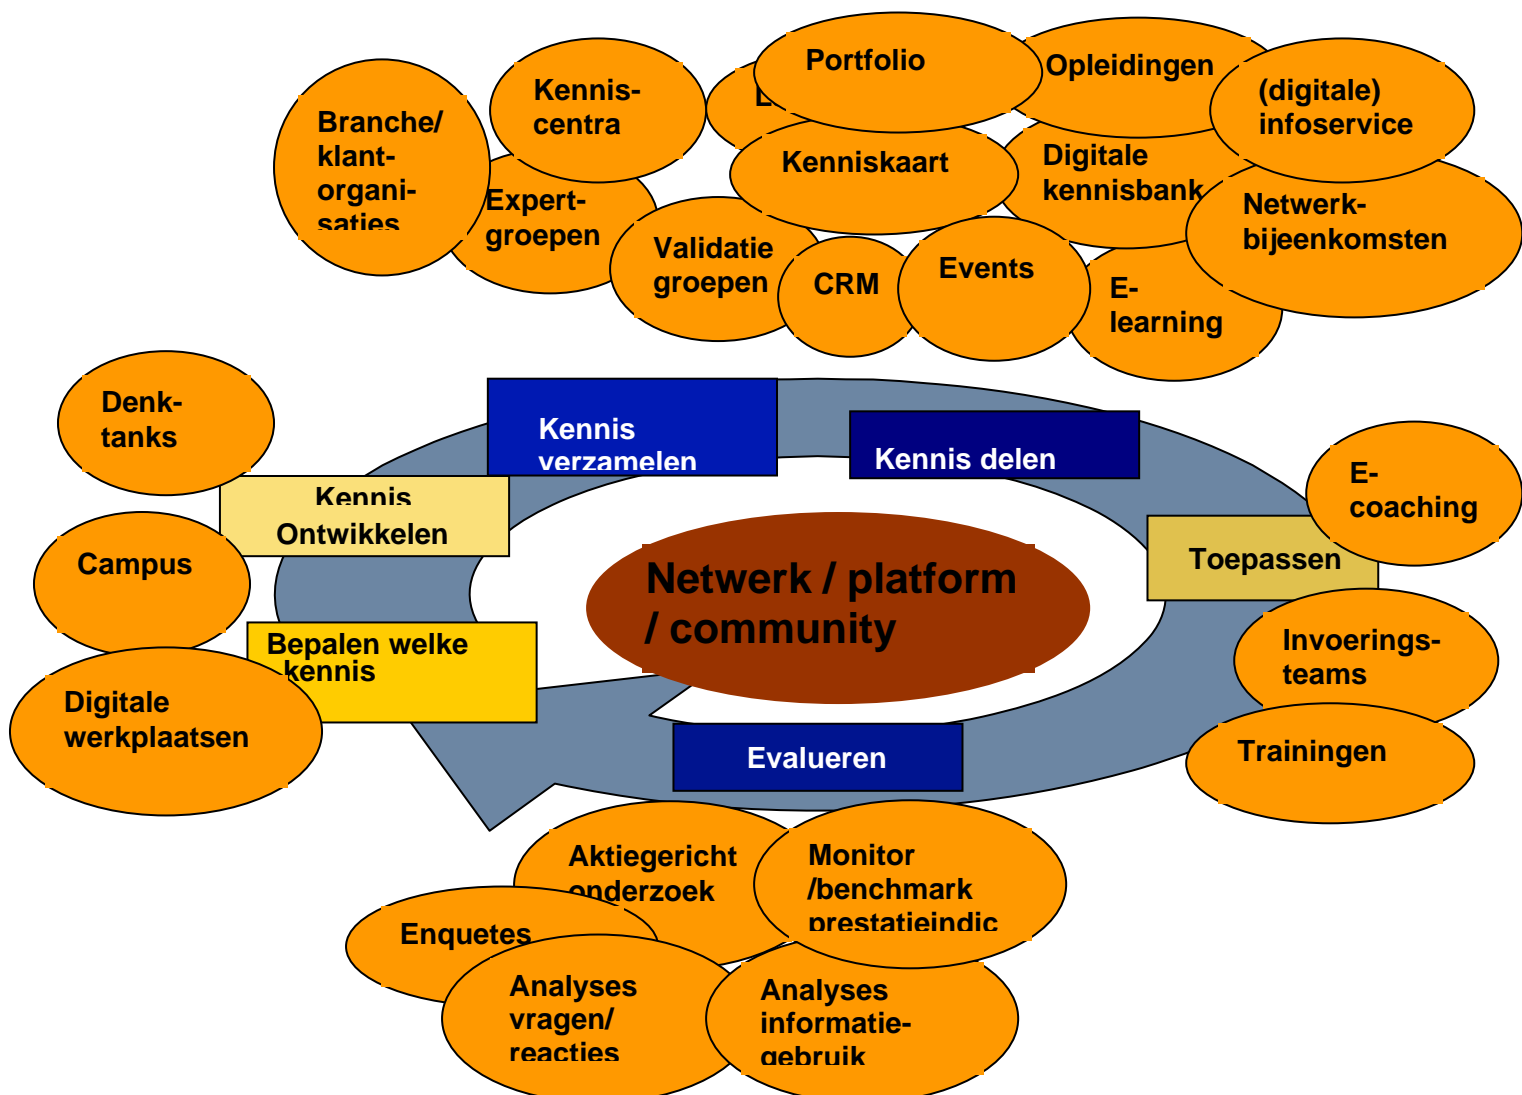 Portfolio
Opleidingen
(digitale)
infoservice
Kennis-
centra
Branche/
klant-
organi-
saties
Kenniskaart
Digitale
kennisbank
Expert-
groepen
Netwerk-
bijeenkomsten
Validatie
groepen
CRM
Events
E-
learning
Denk-
tanks
Kennis
verzamelen
Kennis delen
E-
coaching
Kennis
Ontwikkelen
Campus
Toepassen
Netwerk / platform
/ community
Bepalen welke
kennis
Invoerings-
teams
Digitale
werkplaatsen
Trainingen
Evalueren
Aktiegericht
onderzoek
Monitor
/benchmark
prestatieindic
Enquetes
Analyses
vragen/
reacties
Analyses
informatie-
gebruik